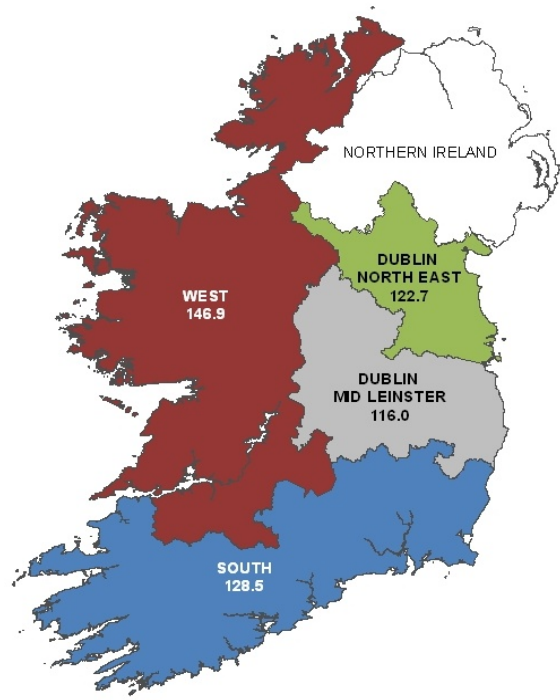 NORTHERN IRELAND
DUBLIN
NORTH EAST
122.7
WEST
146.9
DUBLIN
MID LEINSTER
116.0
SOUTH
128.5